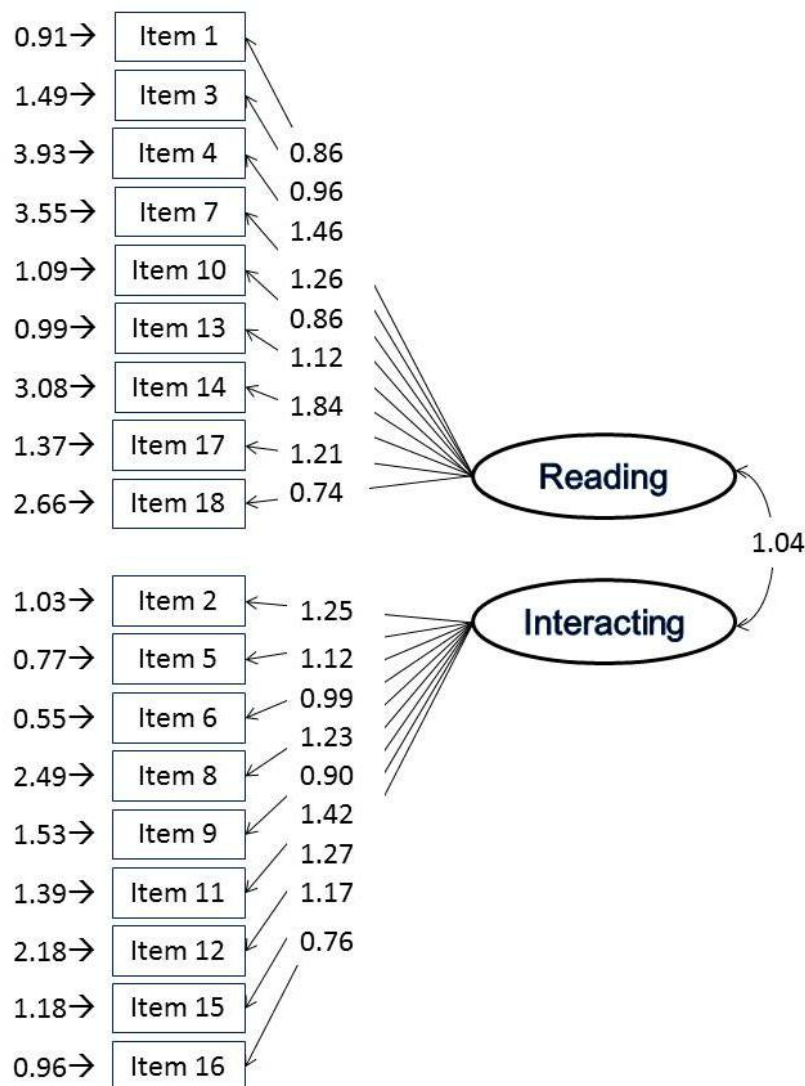 0.91→ Item 1
1.49→ Item 3
3.93→ Item 4
3.55→ Item 7
1.09→ Item 10
0.99→ Item 13
3.08→ Item 14
1.37→ Item 17
2.66→ Item 18
0.86
0.96
1.46
1.26
0.86
1.12
1.84
1.21
0.74
Reading
1.04
Interacting
1.03→ Item 2
0.77→ Item 5
0.55→ Item 6
2.49→ Item 8
1.53→ Item 9
1.39→ Item 11
2.18→ Item 12
1.18→ Item 15
0.96→ Item 16
1.25
1.12
0.99
1.23
0.90
1.42
1.27
1.17
0.76